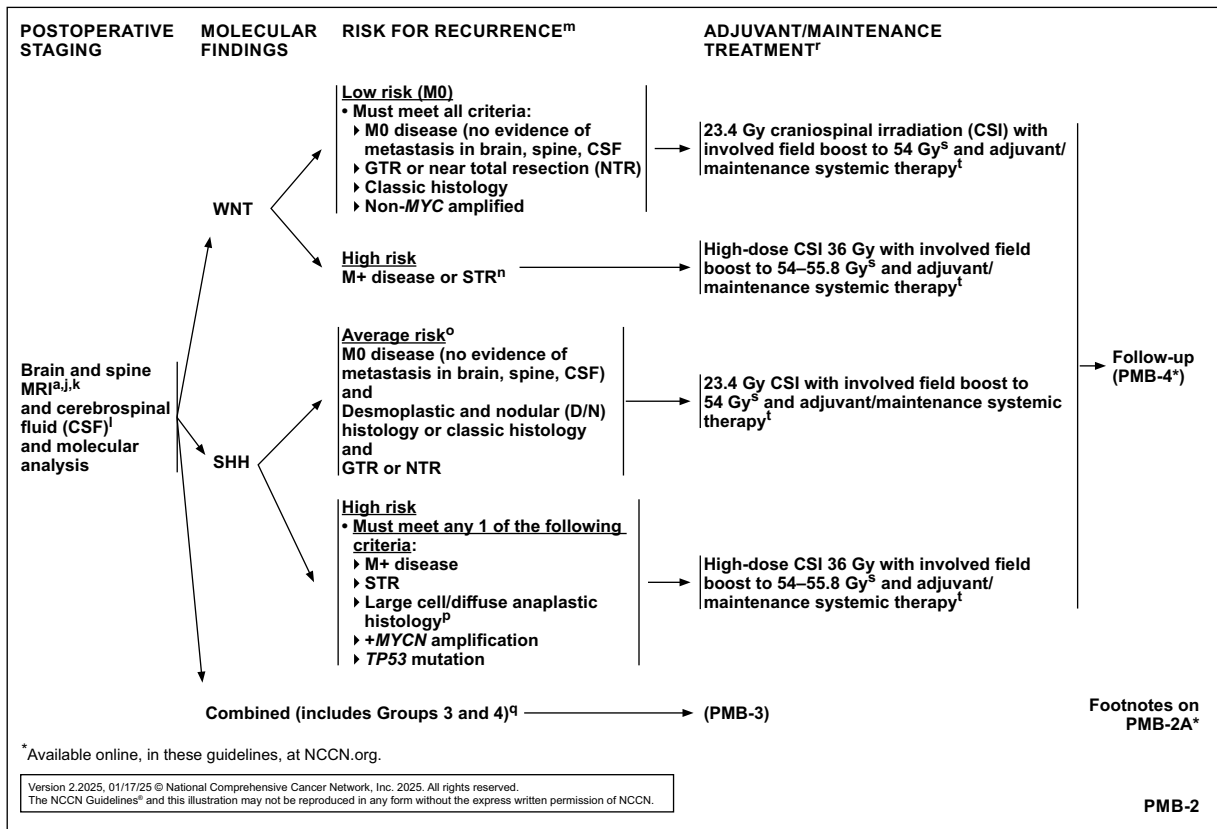 POSTOPERATIVE
STAGING
MOLECULAR
FINDINGS
RISK FOR RECURRENCEm
ADJUVANT/MAINTENANCE
TREATMENTr
Brain and spine
MRIa,j,k
and cerebrospinal
fluid (CSF)l
and molecular
analysis
WNT
Low risk (M0)
• Must meet all criteria:
▸ M0 disease (no evidence of
metastasis in brain, spine, CSF
▸ GTR or near total resection (NTR)
▸ Classic histology
▸ Non-MYC amplified
23.4 Gy craniospinal irradiation (CSI) with
involved field boost to 54 Gys and adjuvant/
maintenance systemic therapyt
High risk
M+ disease or STRn
High-dose CSI 36 Gy with involved field
boost to 54–55.8 Gys and adjuvant/
maintenance systemic therapyt
SHH
Average risko
M0 disease (no evidence of
metastasis in brain, spine, CSF)
and
Desmoplastic and nodular (D/N)
histology or classic histology
and
GTR or NTR
23.4 Gy CSI with involved field boost to
54 Gys and adjuvant/maintenance systemic
therapyt
High risk
• Must meet any 1 of the following
criteria:
▸ M+ disease
▸ STR
▸ Large cell/diffuse anaplastic
histologyp
▸ +MYCN amplification
▸ TP53 mutation
High-dose CSI 36 Gy with involved field
boost to 54–55.8 Gys and adjuvant/
maintenance systemic therapyt
Follow-up
(PMB-4*)
Combined (includes Groups 3 and 4)q
(PMB-3)
Footnotes on
PMB-2A*
*Available online, in these guidelines, at NCCN.org.
Version 2.2025, 01/17/25 © National Comprehensive Cancer Network, Inc. 2025. All rights reserved.
The NCCN Guidelines® and this illustration may not be reproduced in any form without the express written permission of NCCN.
PMB-2